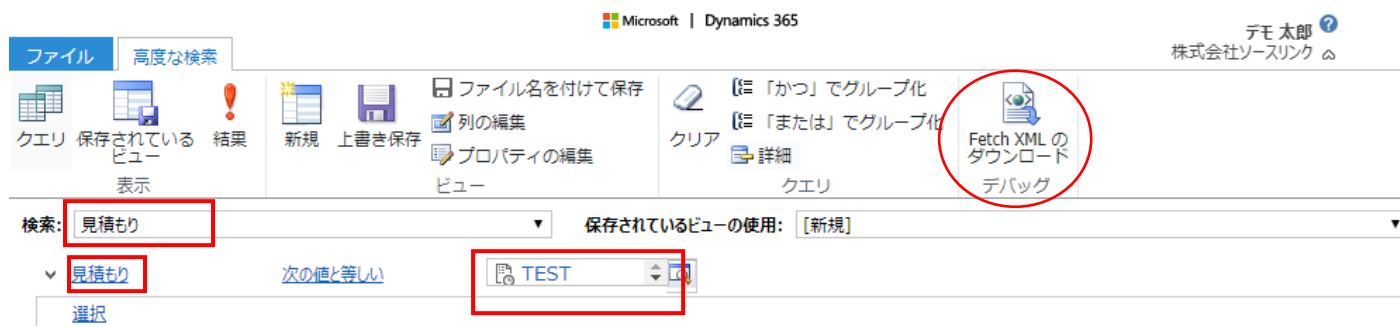 Microsoft | Dynamics 365
デモ 太郎
株式会社ソースリンク
ファイル 高度な検索
クエリ
保存されている
ビュー
結果
表示
新規
上書き保存
ファイル名を付けて保存
列の編集
プロパティの編集
ビュー
クリア
「かつ」でグループ化
「または」でグループ化
詳細
クエリ
Fetch XML の
ダウンロード
デバッグ
検索: 見積もり 保存されているビューの使用: [新規]
見積もり 次の値と等しい TEST
選択